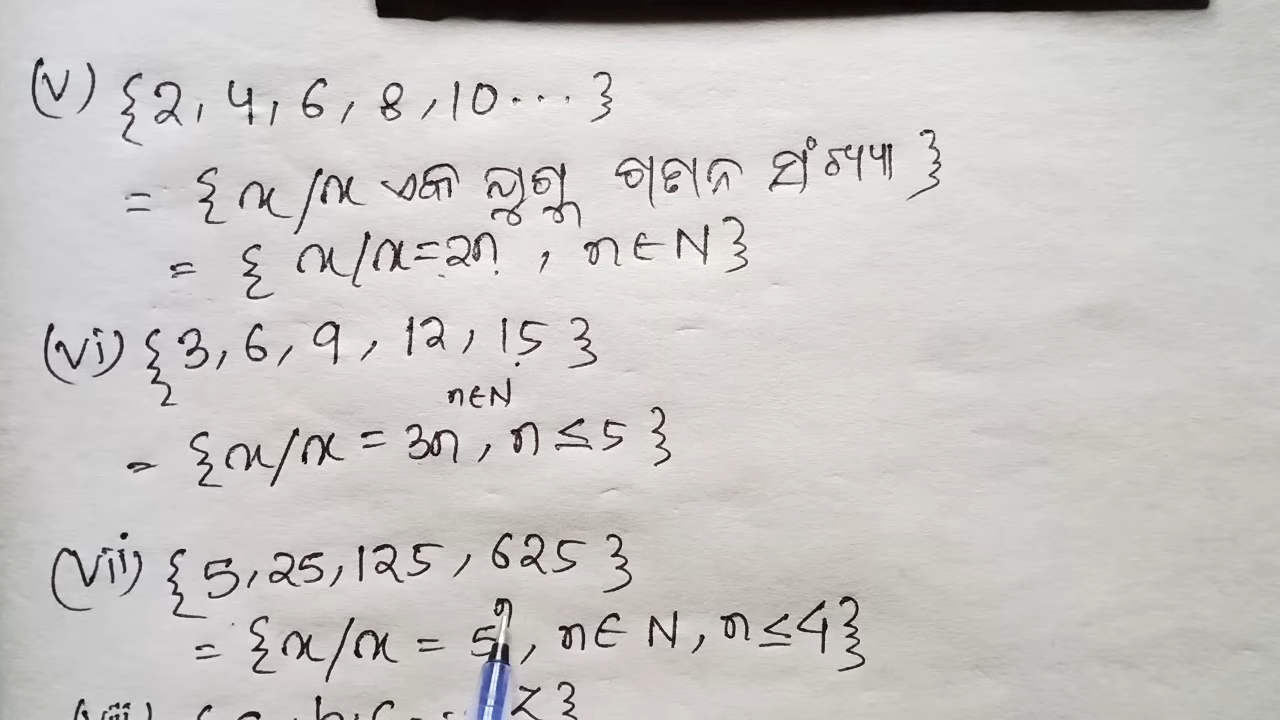 (v) {2, 4, 6, 8, 10 ... }
= {x/x ଏକ ଯୁଗ୍ମ ଗଣନ ସଂଖ୍ୟା}
= { x/x=2n , n∈N}
(vi) {3, 6, 9, 12, 15}
n∈N
= {x/x = 3n, n ≤ 5}
(vii) {5, 25, 125, 625}
= {x/x = 5ⁿ, n∈ N, n ≤ 4}
(viii) {a, b, c z}